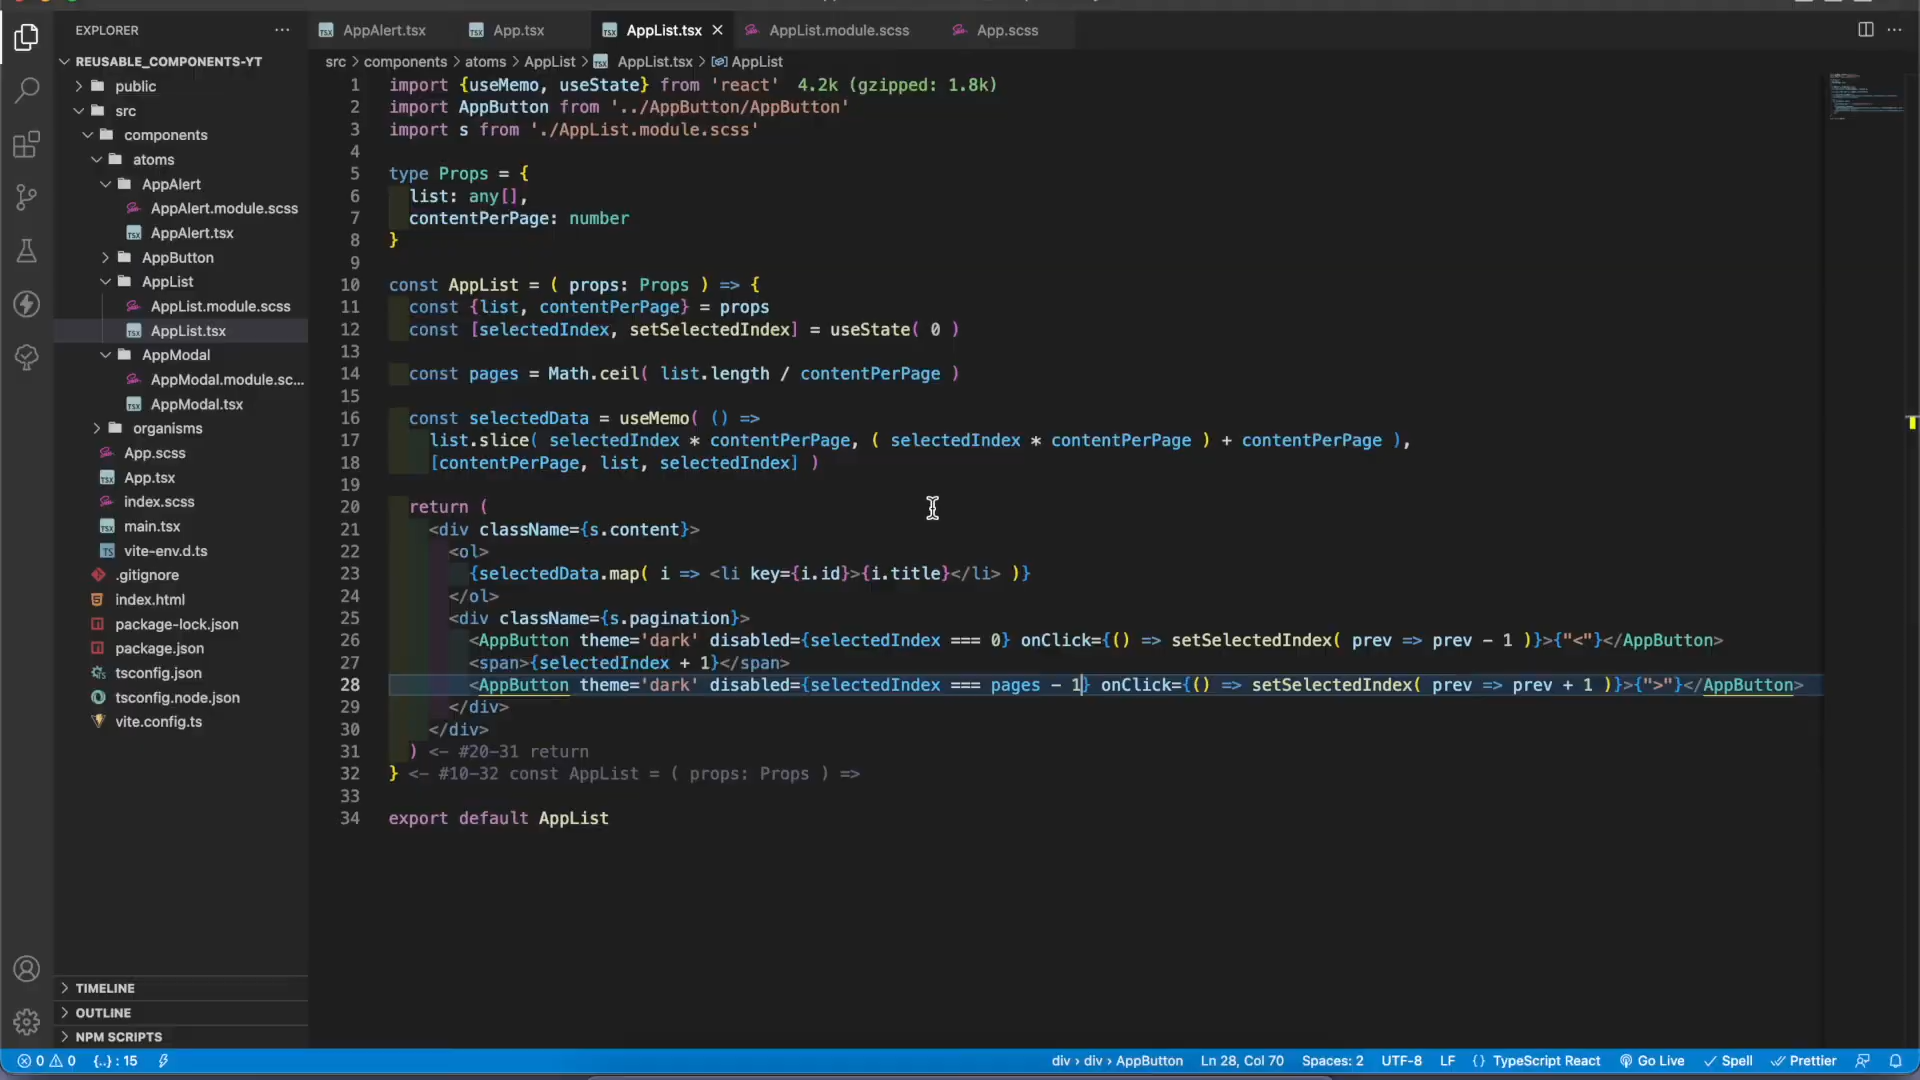 EXPLORER
REUSABLE_COMPONENTS-YT
public
src
components
atoms
AppAlert
AppAlert.module.scss
AppAlert.tsx
AppButton
AppList
AppList.module.scss
AppList.tsx
AppModal
AppModal.module.sc...
AppModal.tsx
organisms
App.scss
App.tsx
index.scss
main.tsx
vite-env.d.ts
.gitignore
index.html
package-lock.json
package.json
tsconfig.json
tsconfig.node.json
vite.config.ts
TIMELINE
OUTLINE
NPM SCRIPTS
AppAlert.tsx App.tsx AppList.tsx AppList.module.scss App.scss
src > components > atoms > AppList > AppList.tsx > AppList
1 import {useMemo, useState} from 'react' 4.2k (gzipped: 1.8k)
2 import AppButton from '../AppButton/AppButton'
3 import s from './AppList.module.scss'
4
5 type Props = {
6 list: any[],
7 contentPerPage: number
8 }
9
10 const AppList = ( props: Props ) => {
11 const {list, contentPerPage} = props
12 const [selectedIndex, setSelectedIndex] = useState( 0 )
13
14 const pages = Math.ceil( list.length / contentPerPage )
15
16 const selectedData = useMemo( () =>
17 list.slice( selectedIndex * contentPerPage, ( selectedIndex * contentPerPage ) + contentPerPage ),
18 [contentPerPage, list, selectedIndex] )
19
20 return (
21 <div className={s.content}>
22 <ol>
23 {selectedData.map( i => <li key={i.id}>{i.title}</li> )}
24 </ol>
25 <div className={s.pagination}>
26 <AppButton theme='dark' disabled={selectedIndex === 0} onClick={() => setSelectedIndex( prev => prev - 1 )}>{"<"}</AppButton>
27 <span>{selectedIndex + 1}</span>
28 <AppButton theme='dark' disabled={selectedIndex === pages - 1} onClick={() => setSelectedIndex( prev => prev + 1 )}>{">"}</AppButton>
29 </div>
30 </div>
31 ) <- #20-31 return
32 } <- #10-32 const AppList = ( props: Props ) =>
33
34 export default AppList
0 0 {..} : 15 div > div > AppButton Ln 28, Col 70 Spaces: 2 UTF-8 LF {} TypeScript React Go Live Spell Prettier